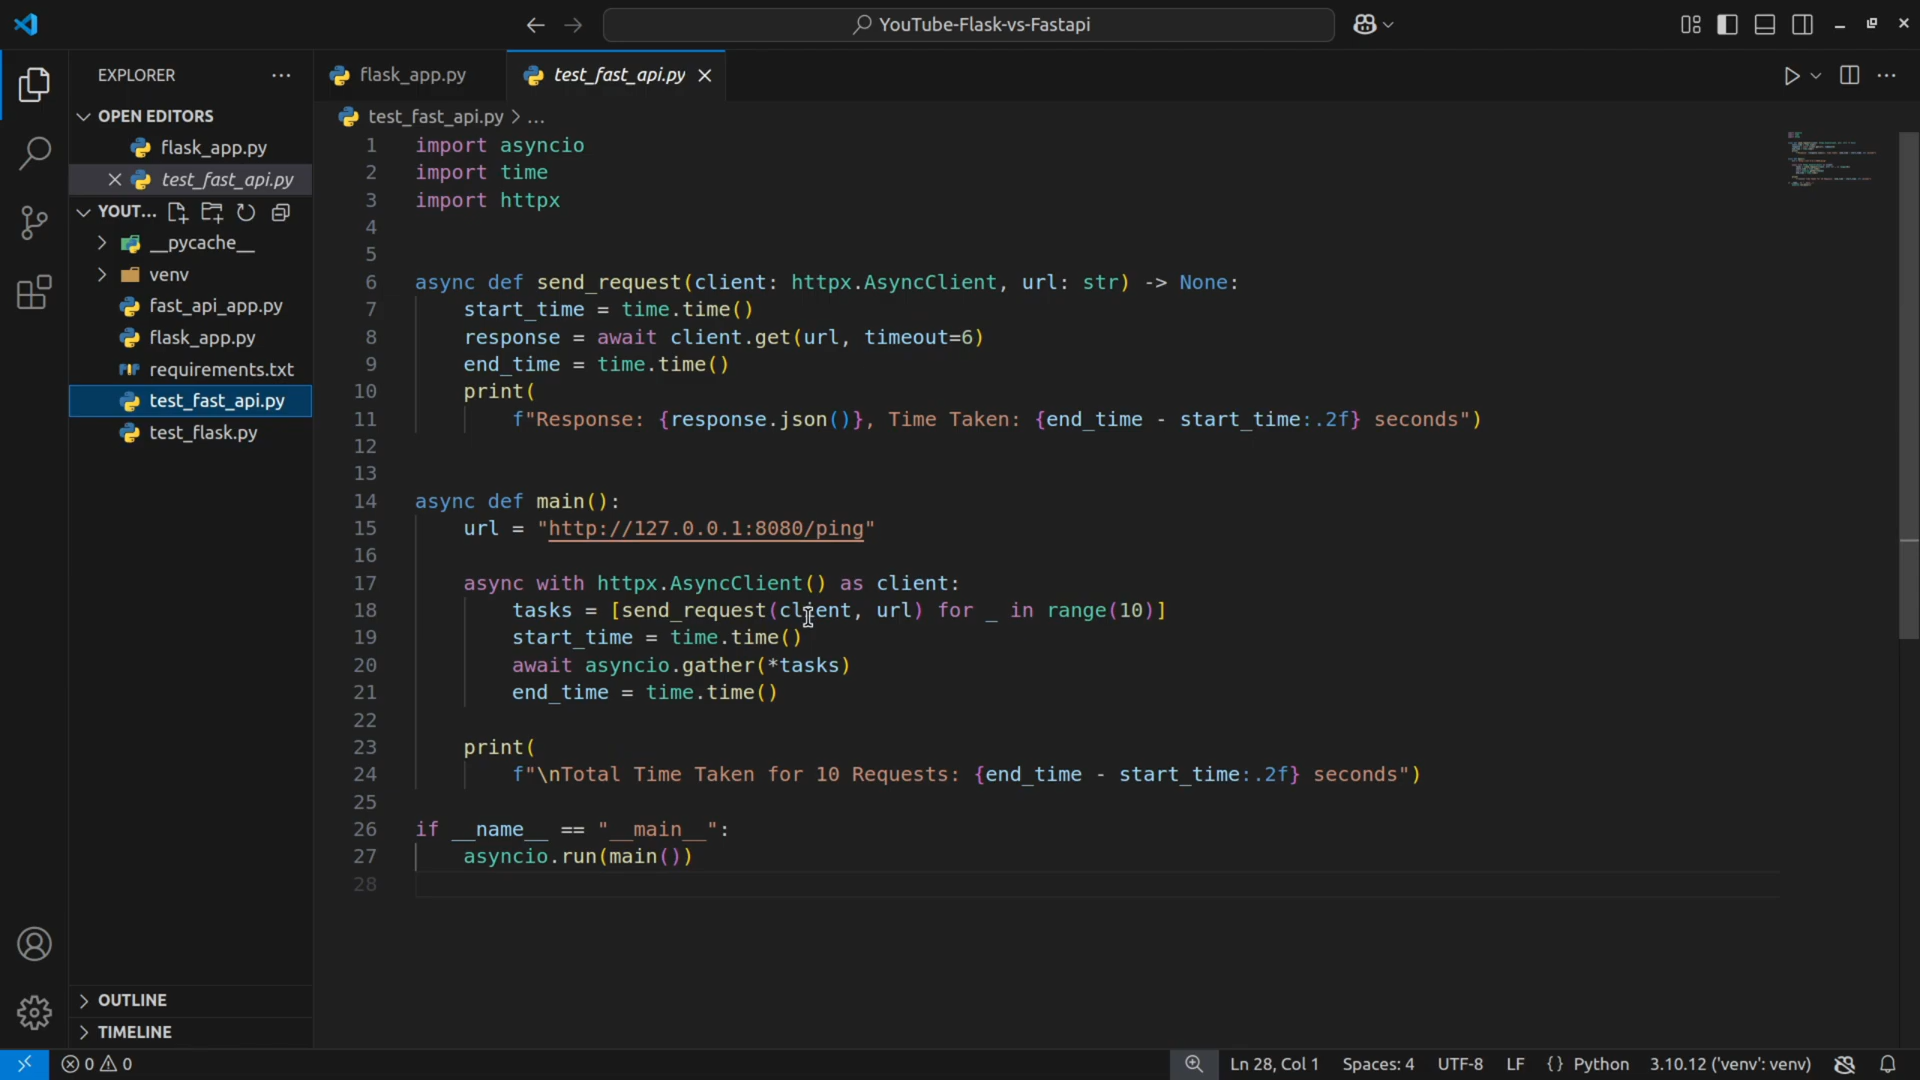 YouTube-Flask-vs-Fastapi
EXPLORER
OPEN EDITORS
flask_app.py
test_fast_api.py
YOUT...
__pycache__
venv
fast_api_app.py
flask_app.py
requirements.txt
test_fast_api.py
test_flask.py
OUTLINE
TIMELINE
flask_app.py
test_fast_api.py
test_fast_api.py > ...
1 import asyncio
2 import time
3 import httpx
4
5
6 async def send_request(client: httpx.AsyncClient, url: str) -> None:
7     start_time = time.time()
8     response = await client.get(url, timeout=6)
9     end_time = time.time()
10     print(
11         f"Response: {response.json()}, Time Taken: {end_time - start_time:.2f} seconds")
12
13
14 async def main():
15     url = "http://127.0.0.1:8080/ping"
16
17     async with httpx.AsyncClient() as client:
18         tasks = [send_request(client, url) for _ in range(10)]
19         start_time = time.time()
20         await asyncio.gather(*tasks)
21         end_time = time.time()
22
23     print(
24         f"\nTotal Time Taken for 10 Requests: {end_time - start_time:.2f} seconds")
25
26 if __name__ == "__main__":
27     asyncio.run(main())
28
0 0
Ln 28, Col 1
Spaces: 4
UTF-8
LF
{} Python
3.10.12 ('venv': venv)